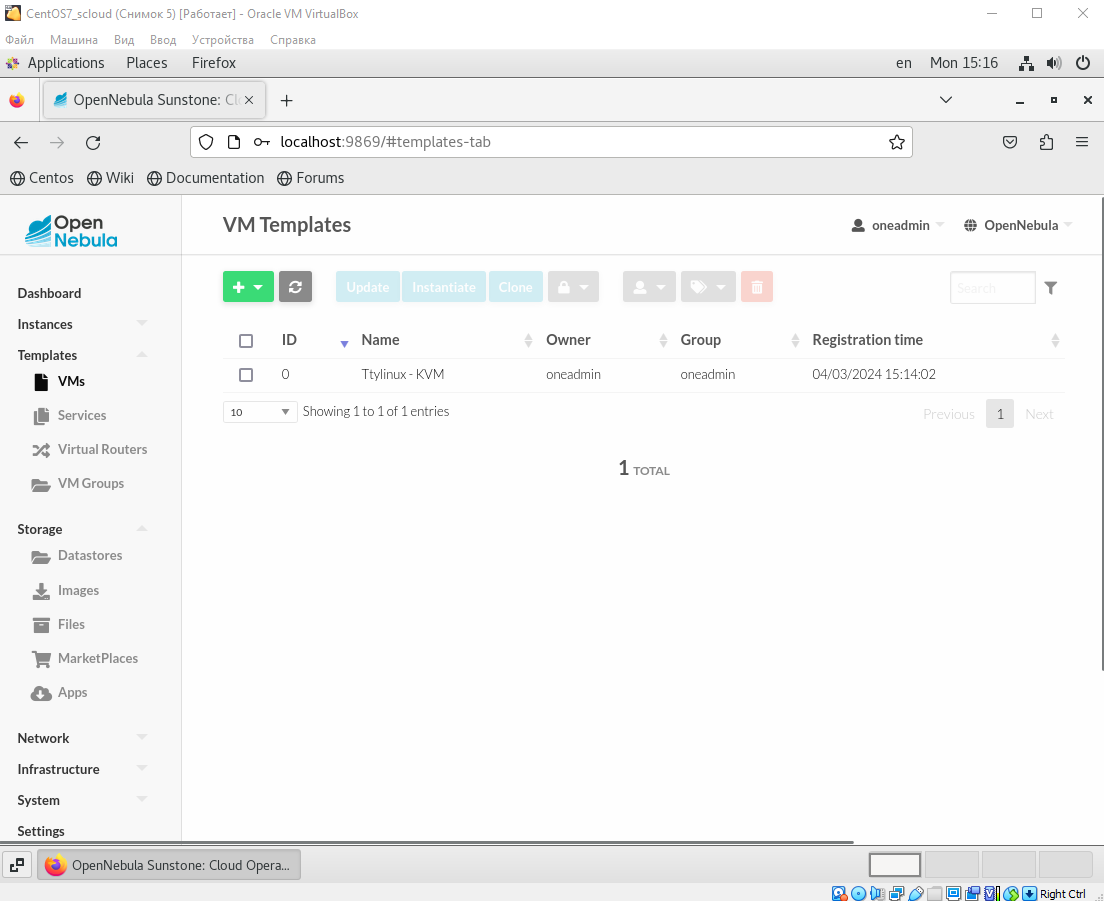 CentOS7_scloud (Снимок 5) [Работает] - Oracle VM VirtualBox
Файл Машина Вид Ввод Устройства Справка
Applications Places Firefox en Mon 15:16
OpenNebula Sunstone: Cl
localhost:9869/#templates-tab
Centos Wiki Documentation Forums
Open Nebula
VM Templates
oneadmin OpenNebula
Dashboard
Instances
Templates
VMs
Services
Virtual Routers
VM Groups
Storage
Datastores
Images
Files
MarketPlaces
Apps
Network
Infrastructure
System
Settings
Update Instantiate Clone Search
ID Name Owner Group Registration time
0 Ttylinux - KVM oneadmin oneadmin 04/03/2024 15:14:02
10 Showing 1 to 1 of 1 entries Previous 1 Next
1 TOTAL
OpenNebula Sunstone: Cloud Opera...
Right Ctrl